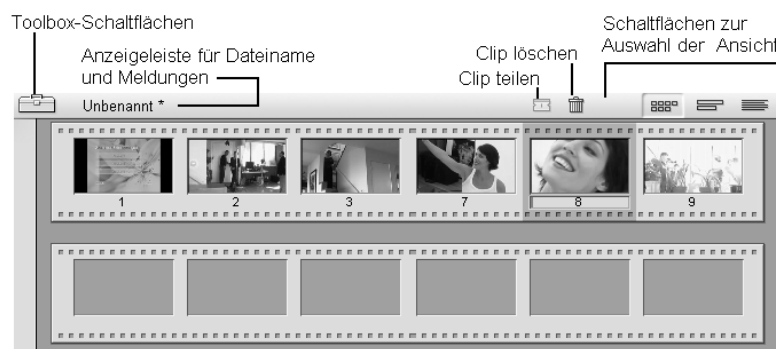 Toolbox-Schaltflächen
Anzeigeleiste für Dateiname
und Meldungen
Clip löschen
Clip teilen
Schaltflächen zur
Auswahl der Ansicht
Unbenannt *
1 2 3 7 8 9